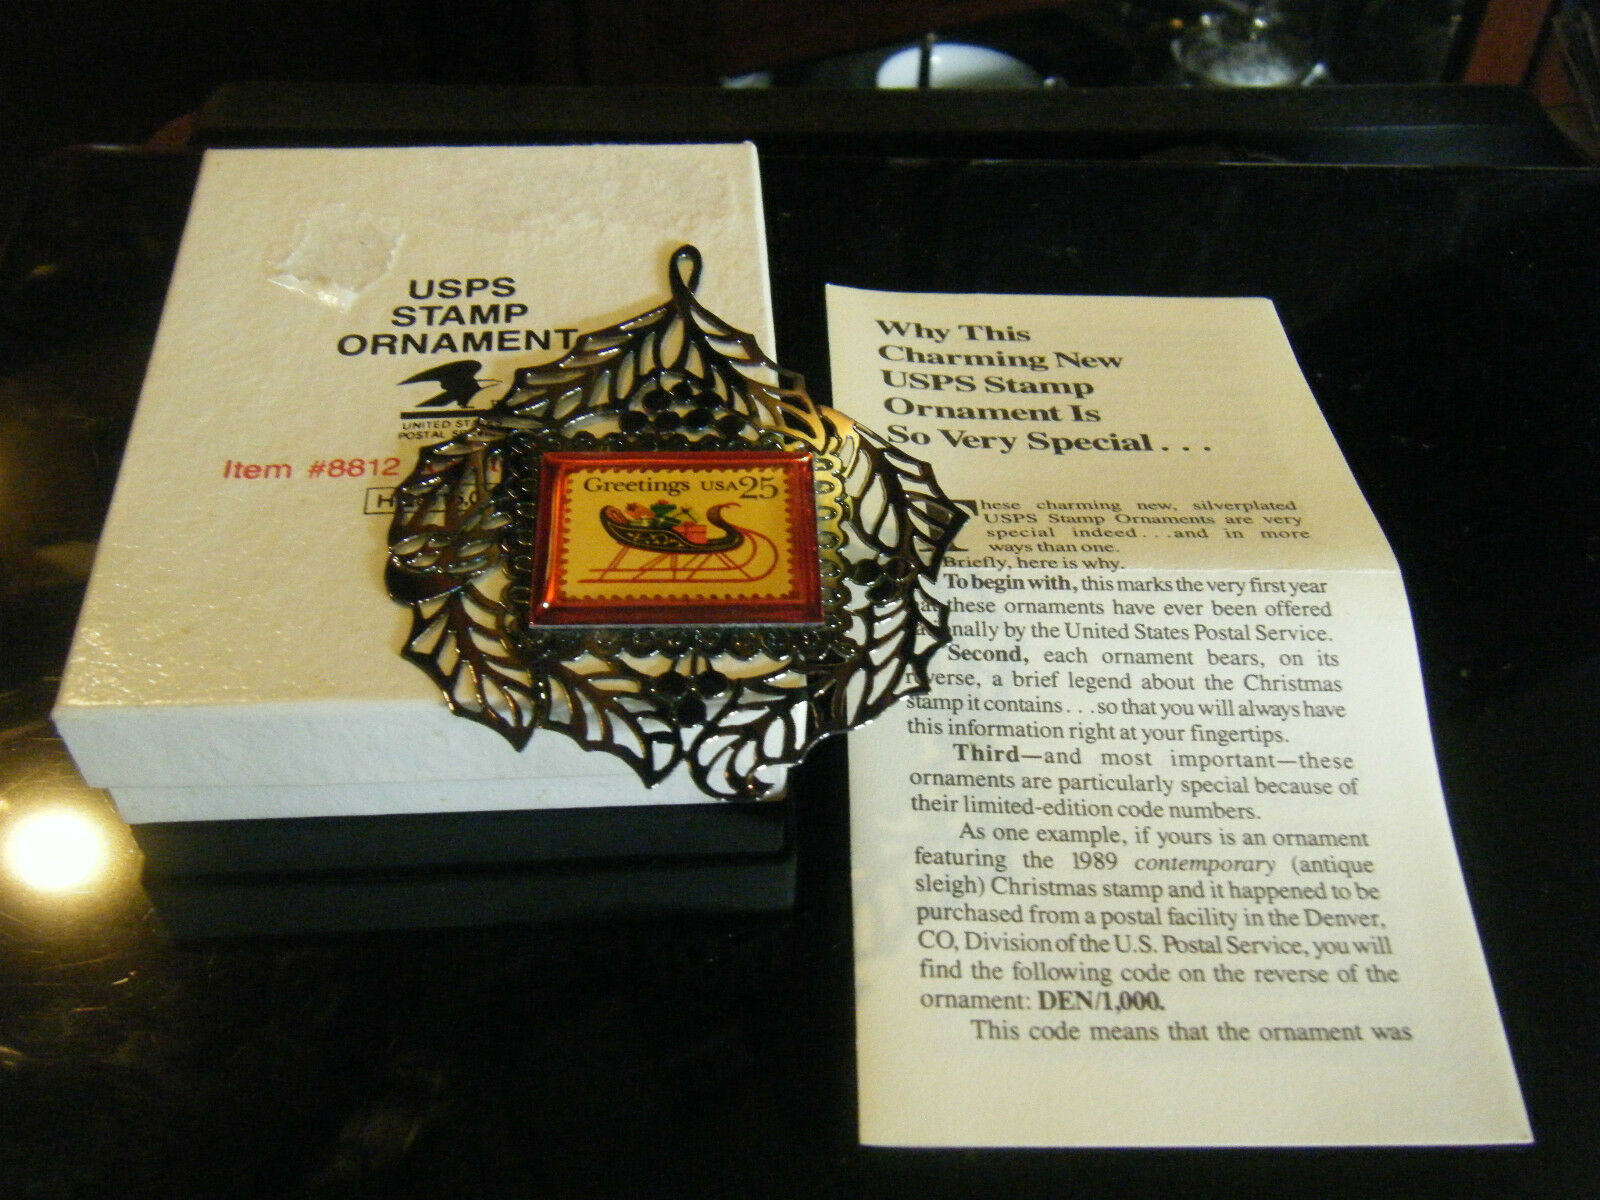 USPS
STAMP
ORNAMENT
UNITED
POSTAL
Item #8812
Greetings USA 25
Why This
Charming New
USPS Stamp
Ornament Is
So Very Special . . .
These charming new, silverplated
USPS Stamp Ornaments are very
special indeed . . . and in more
ways than one.
Briefly, here is why.
To begin with, this marks the very first year
these ornaments have ever been offered
nationally by the United States Postal Service.
Second, each ornament bears, on its
reverse, a brief legend about the Christmas
stamp it contains . . . so that you will always have
this information right at your fingertips.
Third—and most important—these
ornaments are particularly special because of
their limited-edition code numbers.
As one example, if yours is an ornament
featuring the 1989 contemporary (antique
sleigh) Christmas stamp and it happened to be
purchased from a postal facility in the Denver,
CO, Division of the U.S. Postal Service, you will
find the following code on the reverse of the
ornament: DEN/1,000.
This code means that the ornament was